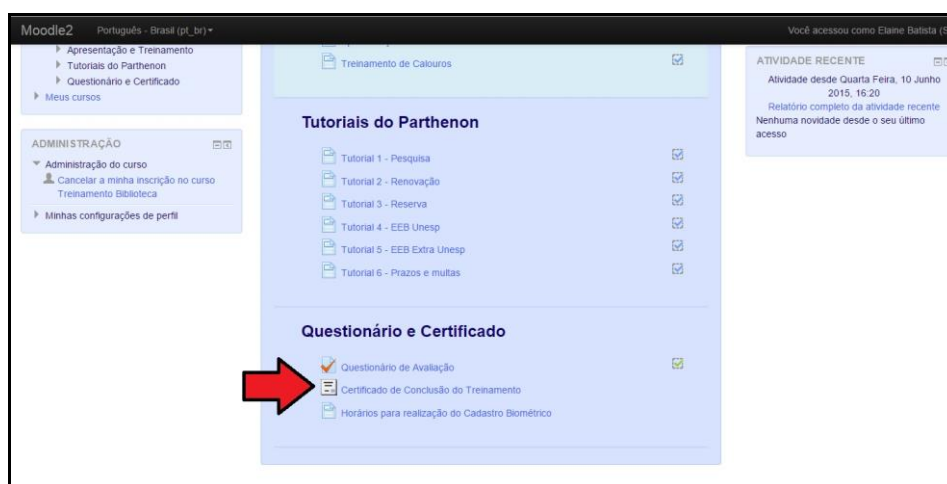 Moodle2 Português - Brasil (pt_br)
Você acessou como Elaine Batista (S
Apresentação e Treinamento
Tutoriais do Parthenon
Questionário e Certificado
Meus cursos
ADMINISTRAÇÃO
Administração do curso
Cancelar a minha inscrição no curso
Treinamento Biblioteca
Minhas configurações de perfil
Treinamento de Calouros
Tutoriais do Parthenon
Tutorial 1 - Pesquisa
Tutorial 2 - Renovação
Tutorial 3 - Reserva
Tutorial 4 - EEB Unesp
Tutorial 5 - EEB Extra Unesp
Tutorial 6 - Prazos e multas
Questionário e Certificado
Questionário de Avaliação
Certificado de Conclusão do Treinamento
Horários para realização do Cadastro Biométrico
ATIVIDADE RECENTE
Atividade desde Quarta Feira, 10 Junho
2015, 16:20
Relatório completo da atividade recente
Nenhuma novidade desde o seu último
acesso